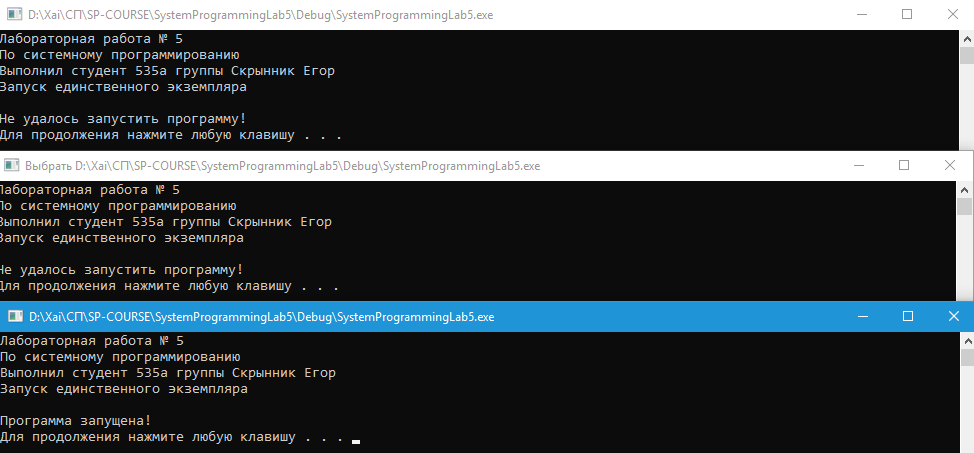 D:\Xai\СП\SP-COURSE\SystemProgrammingLab5\Debug\SystemProgrammingLab5.exe
Лабораторная работа № 5
По системному программированию
Выполнил студент 535а группы Скрынник Егор
Запуск единственного экземпляра
Не удалось запустить программу!
Для продолжения нажмите любую клавишу . . .
Выбрать D:\Xai\СП\SP-COURSE\SystemProgrammingLab5\Debug\SystemProgrammingLab5.exe
Лабораторная работа № 5
По системному программированию
Выполнил студент 535а группы Скрынник Егор
Запуск единственного экземпляра
Не удалось запустить программу!
Для продолжения нажмите любую клавишу . . .
D:\Xai\СП\SP-COURSE\SystemProgrammingLab5\Debug\SystemProgrammingLab5.exe
Лабораторная работа № 5
По системному программированию
Выполнил студент 535а группы Скрынник Егор
Запуск единственного экземпляра
Программа запущена!
Для продолжения нажмите любую клавишу . . .